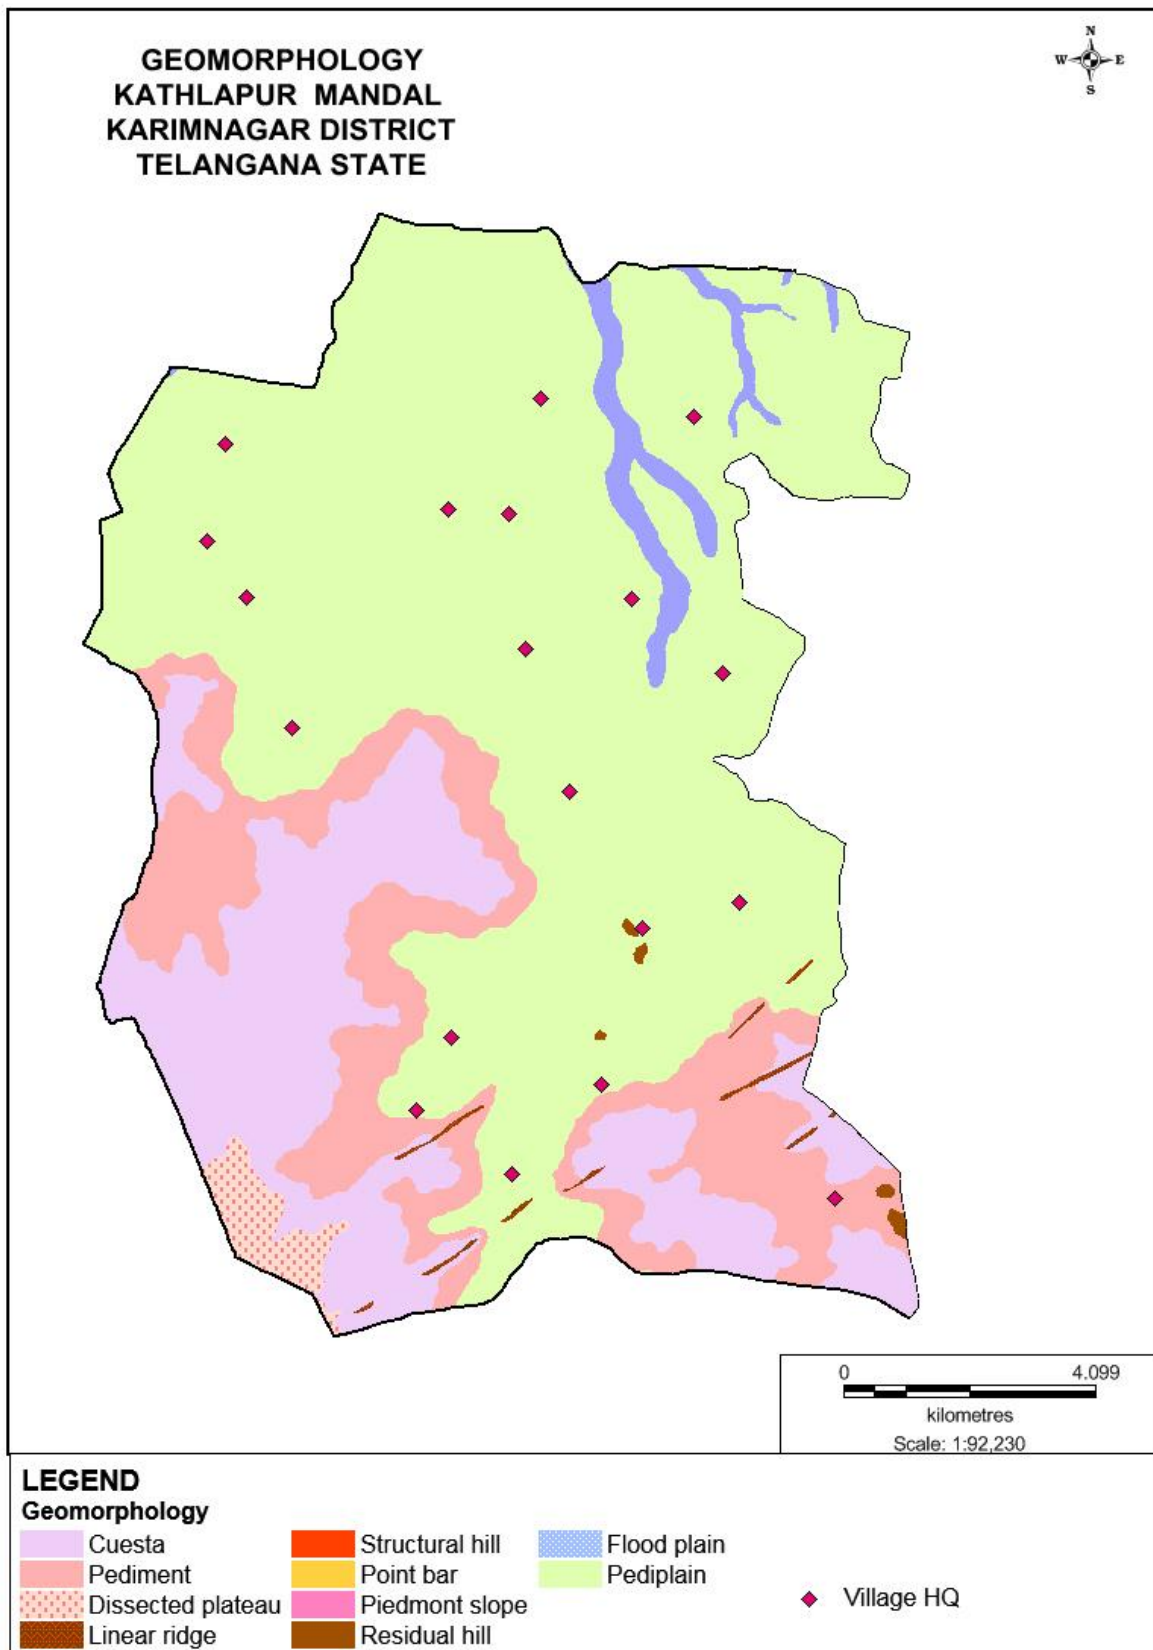 GEOMORPHOLOGY
KATHLAPUR MANDAL
KARIMNAGAR DISTRICT
TELANGANA STATE
N
W E
S
0 4.099
kilometres
Scale: 1:92,230
LEGEND
Geomorphology
Cuesta
Pediment
Dissected plateau
Linear ridge
Structural hill
Point bar
Piedmont slope
Residual hill
Flood plain
Pediplain
Village HQ